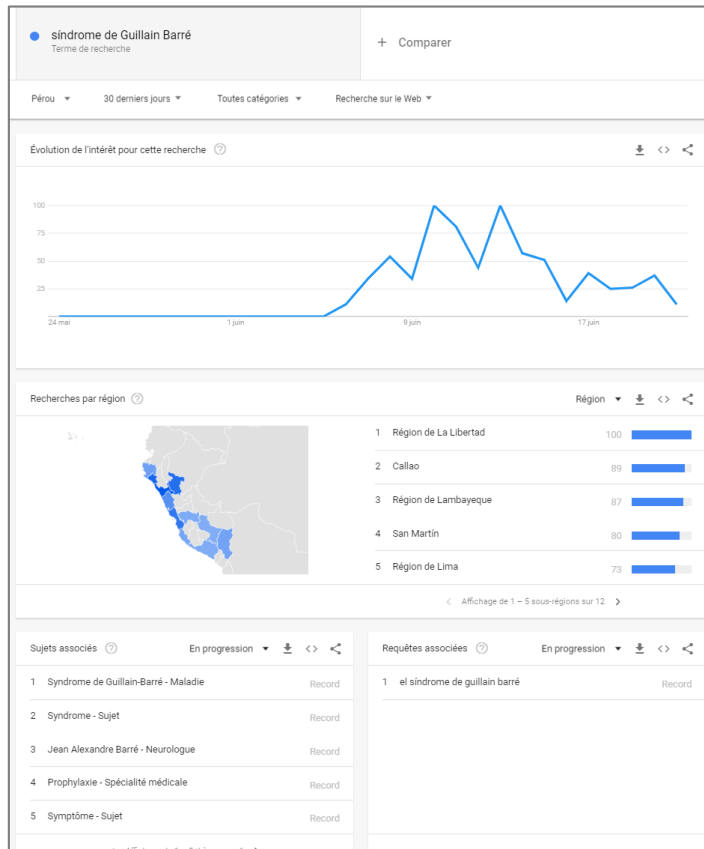 síndrome de Guillain Barré
Terme de recherche
+ Comparer
Pérou 30 derniers jours Toutes catégories Recherche sur le Web
Évolution de l'intérêt pour cette recherche
100
75
50
25
24 mai 1 juin 9 juin 17 juin
Recherches par région
Région
1 Région de La Libertad 100
2 Callao 89
3 Région de Lambayeque 87
4 San Martín 80
5 Région de Lima 73
Affichage de 1 – 5 sous-régions sur 12
Sujets associés
En progression
1 Syndrome de Guillain-Barré - Maladie Record
2 Syndrome - Sujet Record
3 Jean Alexandre Barré - Neurologue Record
4 Prophylaxie - Spécialité médicale Record
5 Symptôme - Sujet Record
Requêtes associées
En progression
1 el síndrome de guillain barré Record